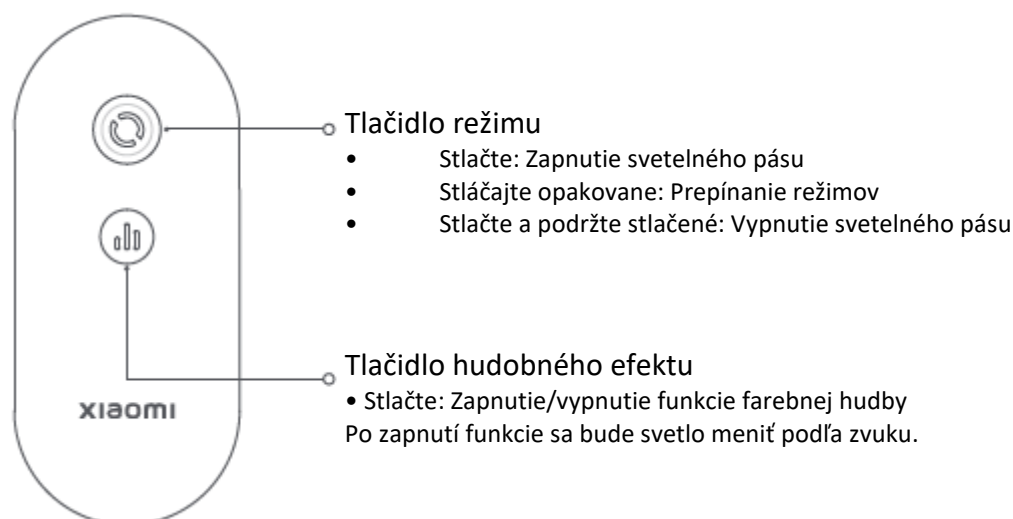 Tlačidlo režimu
• Stlačte: Zapnutie svetelného pásu
• Stláčajte opakovane: Prepínanie režimov
• Stlačte a podržte stlačené: Vypnutie svetelného pásu
Tlačidlo hudobného efektu
• Stlačte: Zapnutie/vypnutie funkcie farebnej hudby
Po zapnutí funkcie sa bude svetlo meniť podľa zvuku.
xiaomi